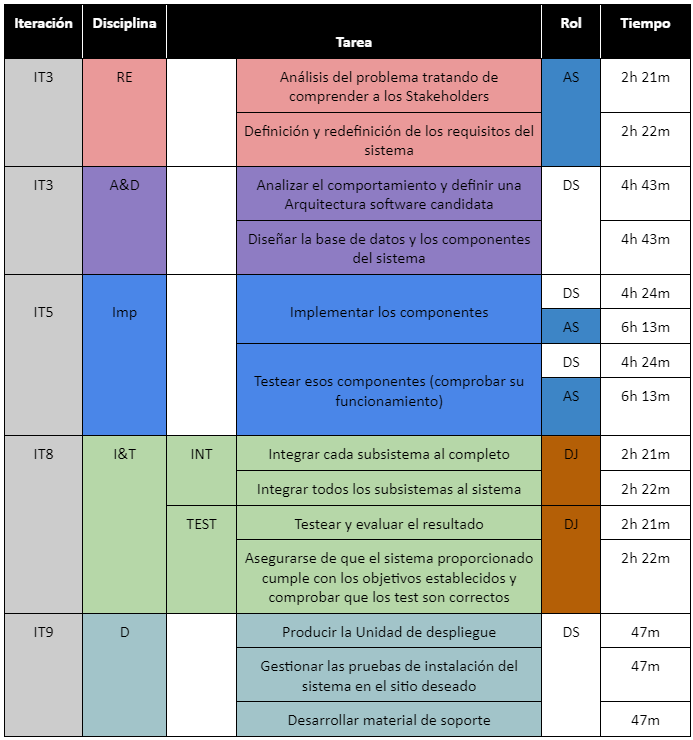 Iteración Disciplina Tarea Rol Tiempo
IT3 RE Análisis del problema tratando de AS 2h 21m
comprender a los Stakeholders
Definición y redefinición de los requisitos del 2h 22m
sistema
IT3 A&D Analizar el comportamiento y definir una DS 4h 43m
Arquitectura software candidata
Diseñar la base de datos y los componentes 4h 43m
del sistema
IT5 Imp Implementar los componentes DS 4h 24m
AS 6h 13m
Testear esos componentes (comprobar su DS 4h 24m
funcionamiento) AS 6h 13m
IT8 I&T INT Integrar cada subsistema al completo DJ 2h 21m
Integrar todos los subsistemas al sistema 2h 22m
TEST Testear y evaluar el resultado DJ 2h 21m
Asegurarse de que el sistema proporcionado 2h 22m
cumple con los objetivos establecidos y
comprobar que los test son correctos
IT9 D Producir la Unidad de despliegue DS 47m
Gestionar las pruebas de instalación del 47m
sistema en el sitio deseado
Desarrollar material de soporte 47m